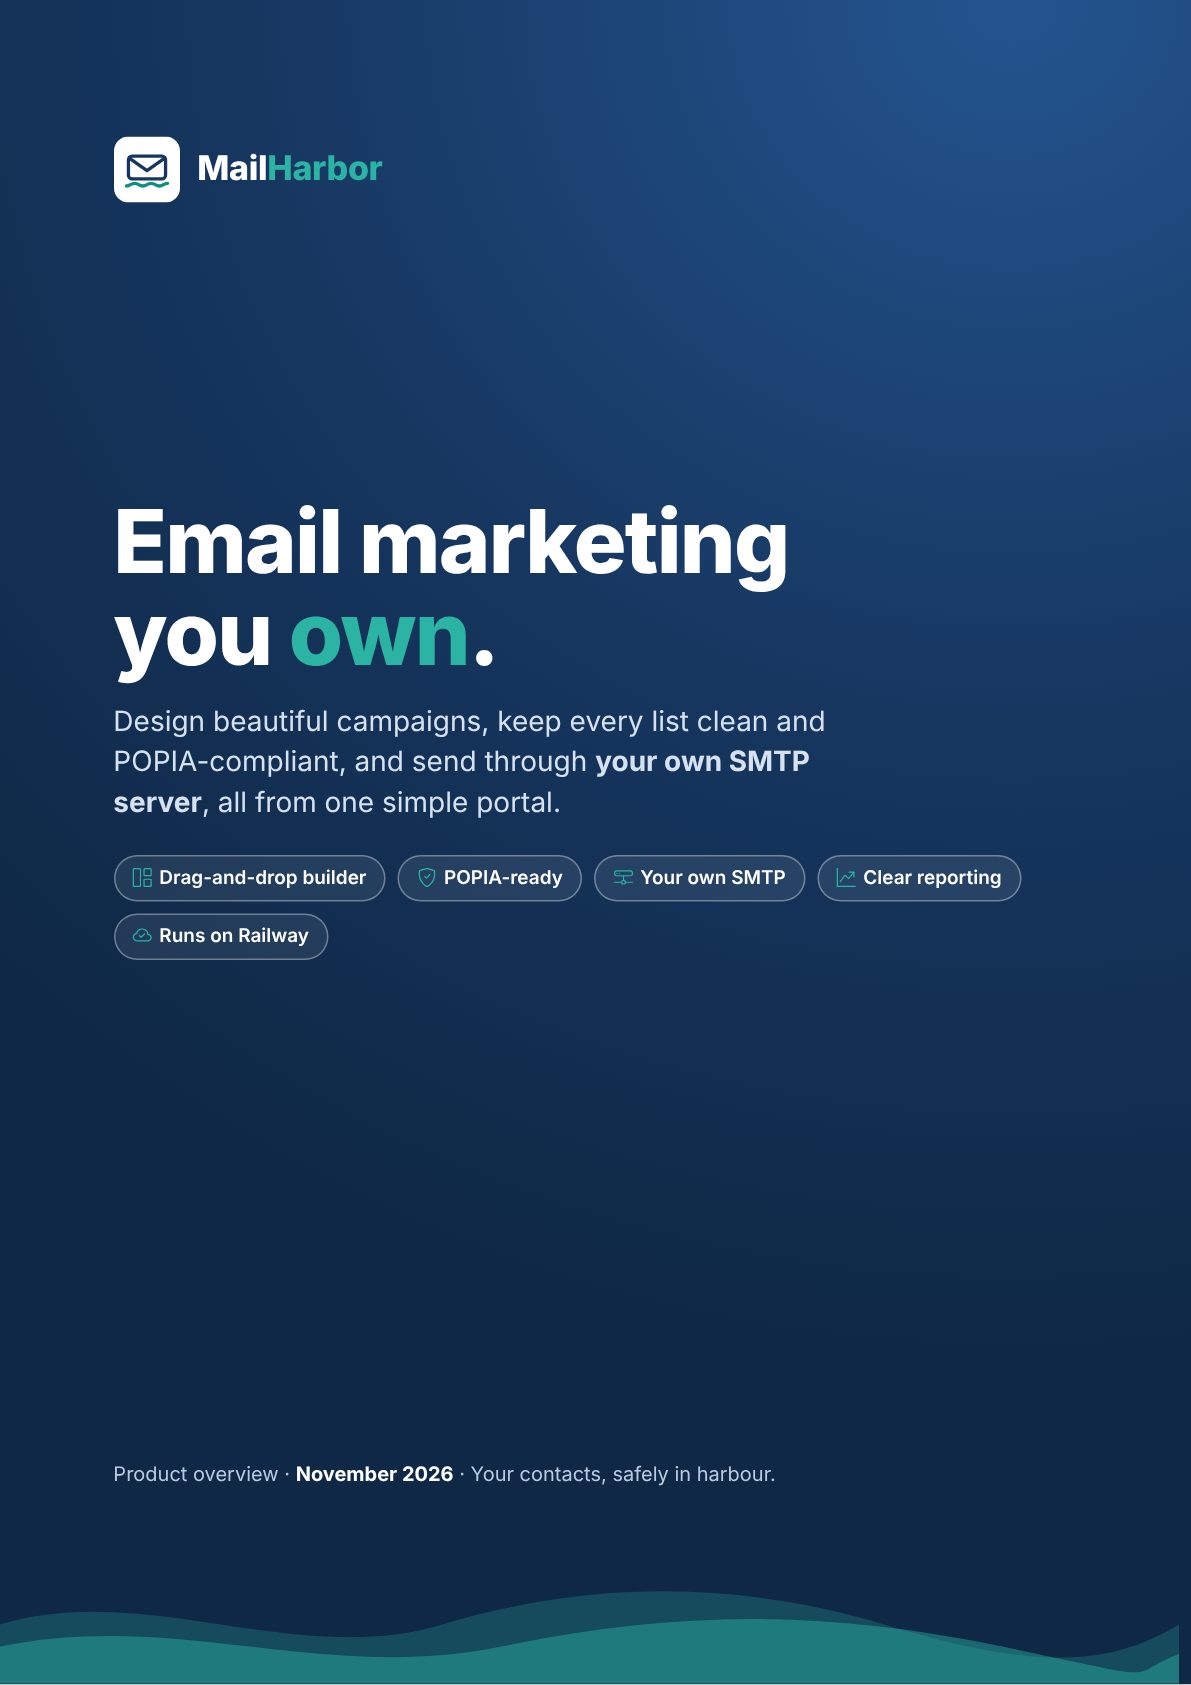 MailHarbor
Email marketing
you own.
Design beautiful campaigns, keep every list clean and
POPIA-compliant, and send through your own SMTP
server, all from one simple portal.
Drag-and-drop builder
POPIA-ready
Your own SMTP
Clear reporting
Runs on Railway
Product overview · November 2026 · Your contacts, safely in harbour.